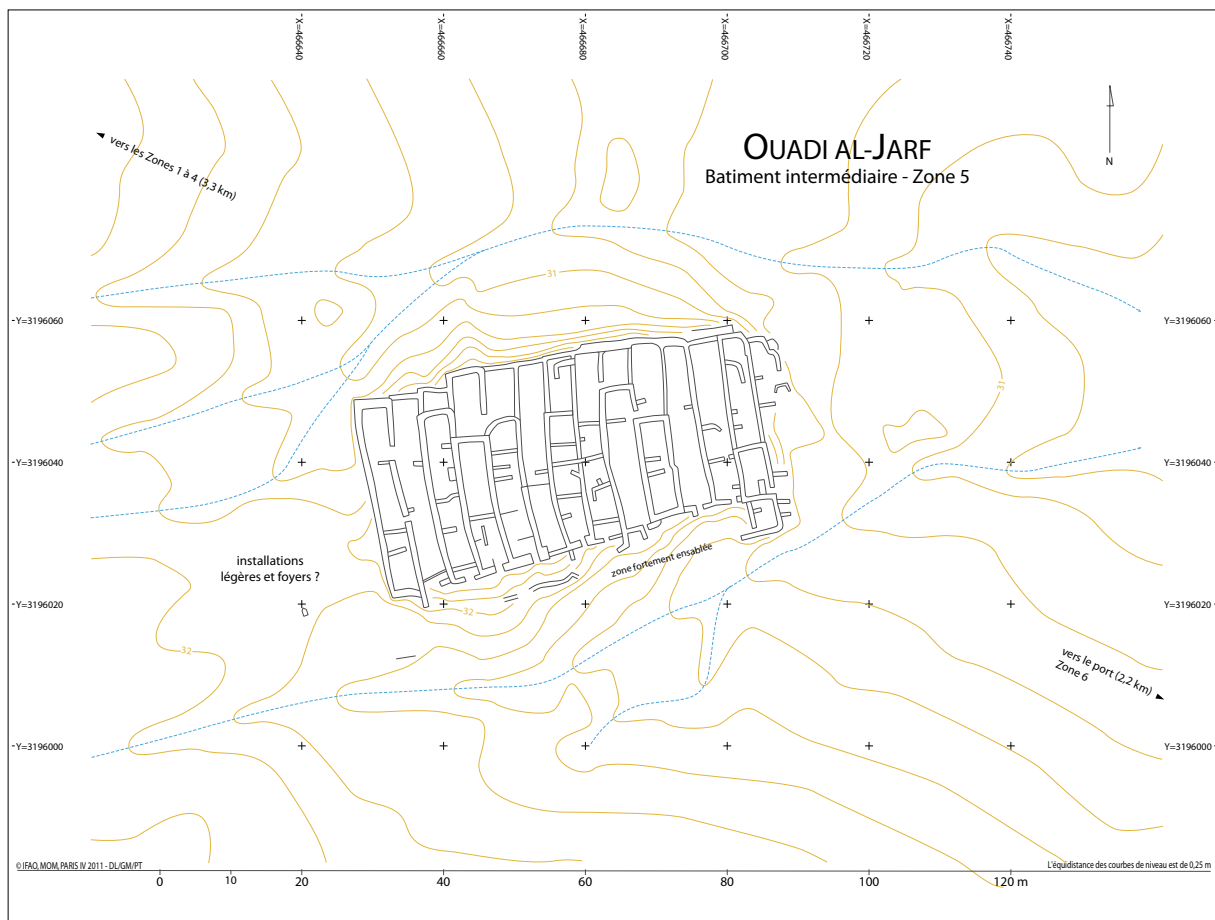 X=466640
X=466660
X=466680
X=466700
X=466720
X=466740
vers les Zones 1 à 4 (3,3 km)
OUADI AL-JARF
Batiment intermédiaire - Zone 5
N
31
Y=3196060
Y=3196060
31
Y=3196040
Y=3196040
zone fortement ensablée
installations
légères et foyers ?
Y=3196020
32
Y=3196020
32
vers le port (2,2 km)
Zone 6
Y=3196000
Y=3196000
© IFAO, MOM, PARIS IV 2011 - DL/GM/PT
L'équidistance des courbes de niveau est de 0,25 m
0 10 20 40 60 80 100 120 m